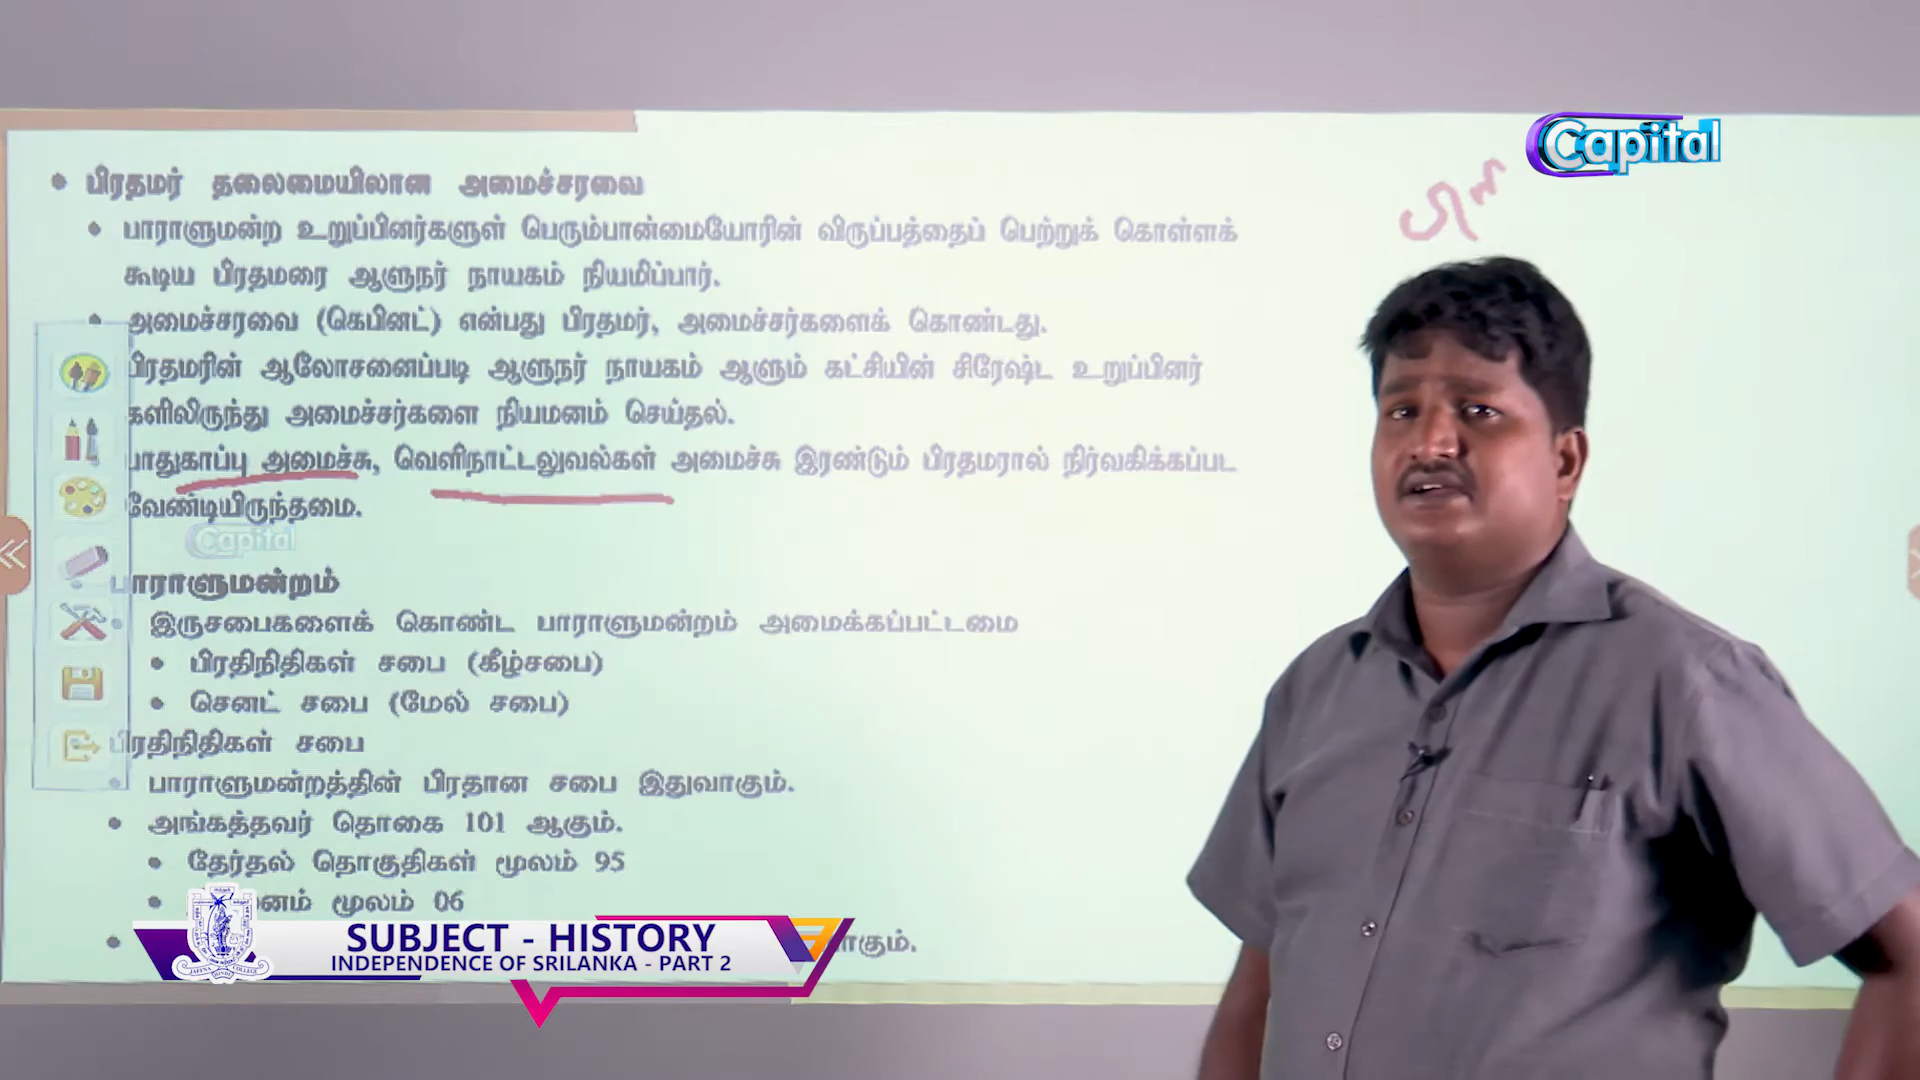 Capital
பிர
• பிரதமர் தலைமையிலான அமைச்சரவை
• பாராளுமன்ற உறுப்பினர்களுள் பெரும்பான்மையோரின் விருப்பத்தைப் பெற்றுக் கொள்ளக்
கூடிய பிரதமரை ஆளுநர் நாயகம் நியமிப்பார்.
• அமைச்சரவை (கெபினட்) என்பது பிரதமர், அமைச்சர்களைக் கொண்டது.
பிரதமரின் ஆலோசனைப்படி ஆளுநர் நாயகம் ஆளும் கட்சியின் சிரேஷ்ட உறுப்பினர்
களிலிருந்து அமைச்சர்களை நியமனம் செய்தல்.
பாதுகாப்பு அமைச்சு, வெளிநாட்டலுவல்கள் அமைச்சு இரண்டும் பிரதமரால் நிர்வகிக்கப்பட
வேண்டியிருந்தமை.
Capital
பாராளுமன்றம்
• இருசபைகளைக் கொண்ட பாராளுமன்றம் அமைக்கப்பட்டமை
• பிரதிநிதிகள் சபை (கீழ்சபை)
• செனட் சபை (மேல் சபை)
பிரதிநிதிகள் சபை
• பாராளுமன்றத்தின் பிரதான சபை இதுவாகும்.
• அங்கத்தவர் தொகை 101 ஆகும்.
• தேர்தல் தொகுதிகள் மூலம் 95
• னம் மூலம் 06
• ாகும்.
SUBJECT - HISTORY
INDEPENDENCE OF SRILANKA - PART 2